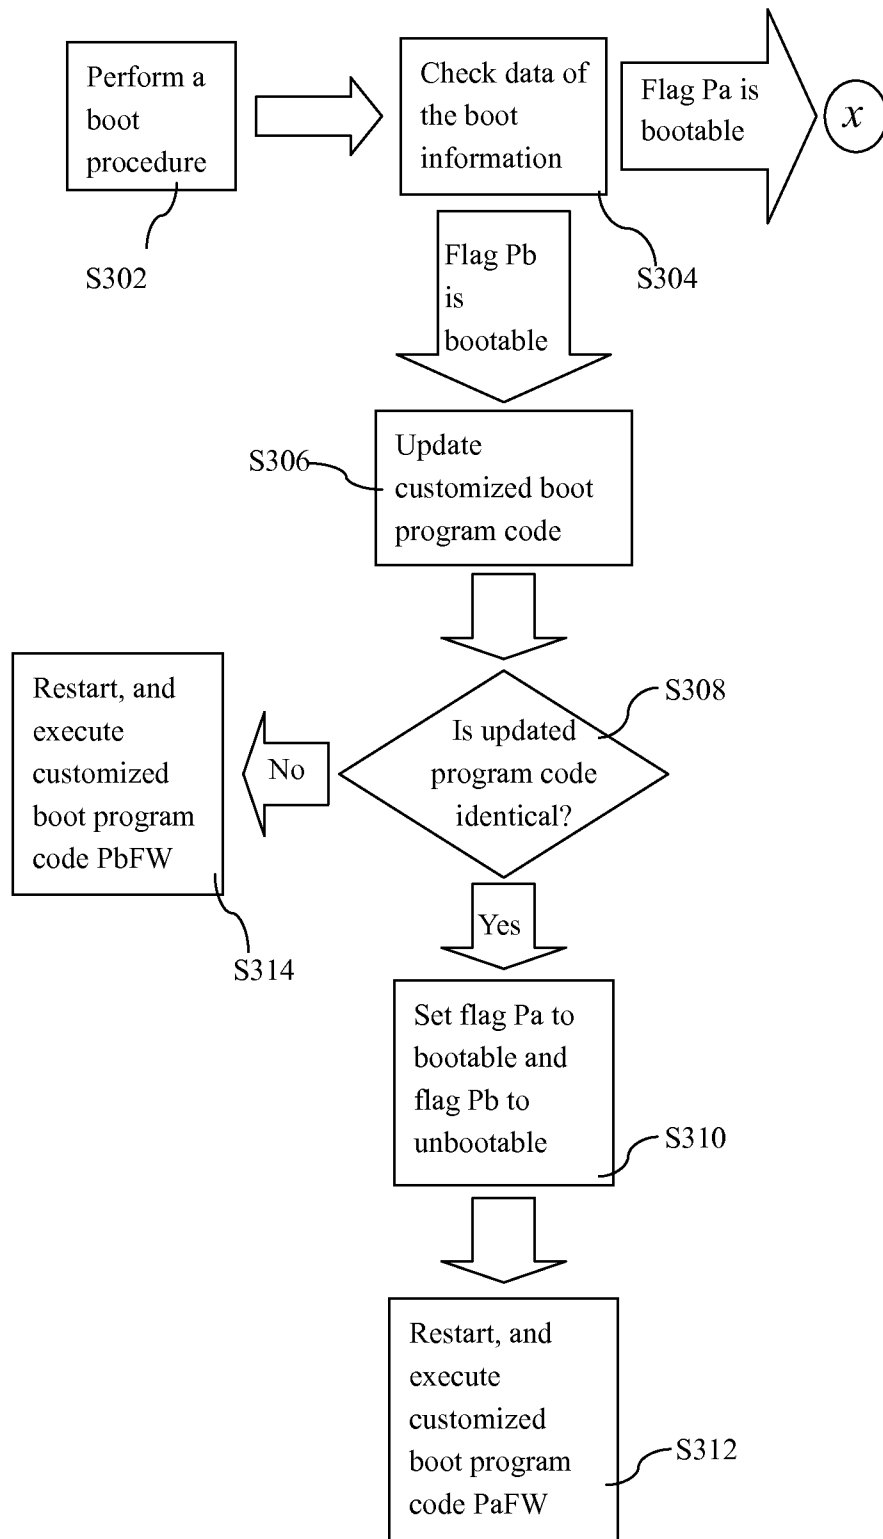 Perform a
boot
procedure
S302
Check data of
the boot
information
S304
Flag Pa is
bootable
x
Flag Pb
is
bootable
S306
Update
customized boot
program code
S308
Is updated
program code
identical?
No
Restart, and
execute
customized
boot program
code PbFW
S314
Yes
Set flag Pa to
bootable and
flag Pb to
unbootable
S310
Restart, and
execute
customized
boot program
code PaFW
S312